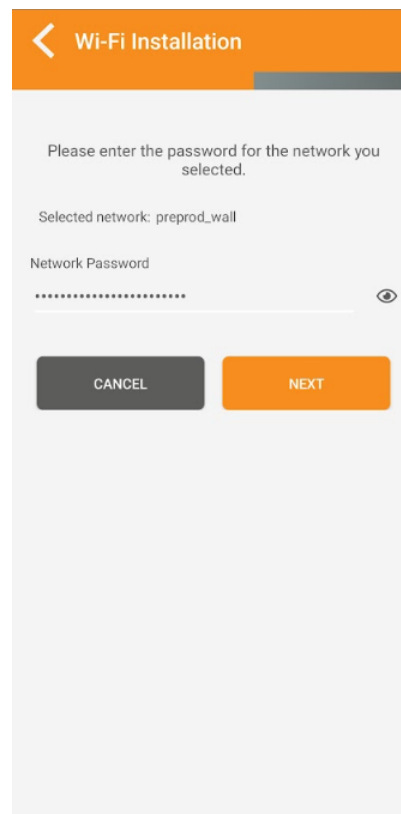 Wi-Fi Installation
Please enter the password for the network you
selected.
Selected network: preprod_wall
Network Password
••••••••••••••••••••••••
CANCEL
NEXT